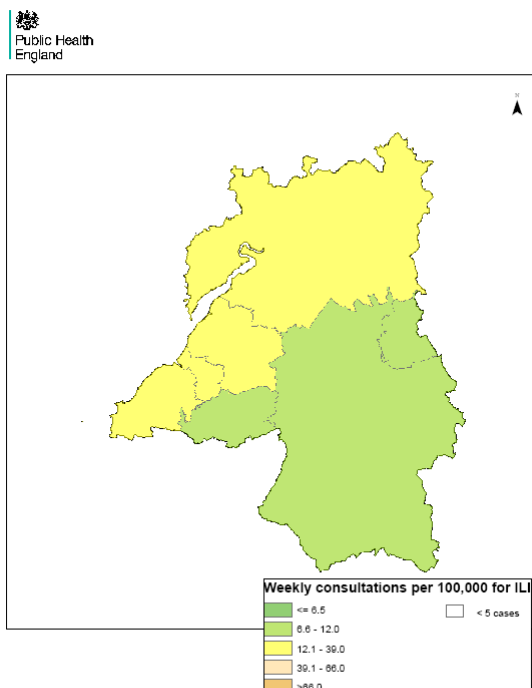 Public Health
England
N
Weekly consultations per 100,000 for ILI
<= 6.5
< 5 cases
6.6 - 12.0
12.1 - 39.0
39.1 - 66.0
>66.0